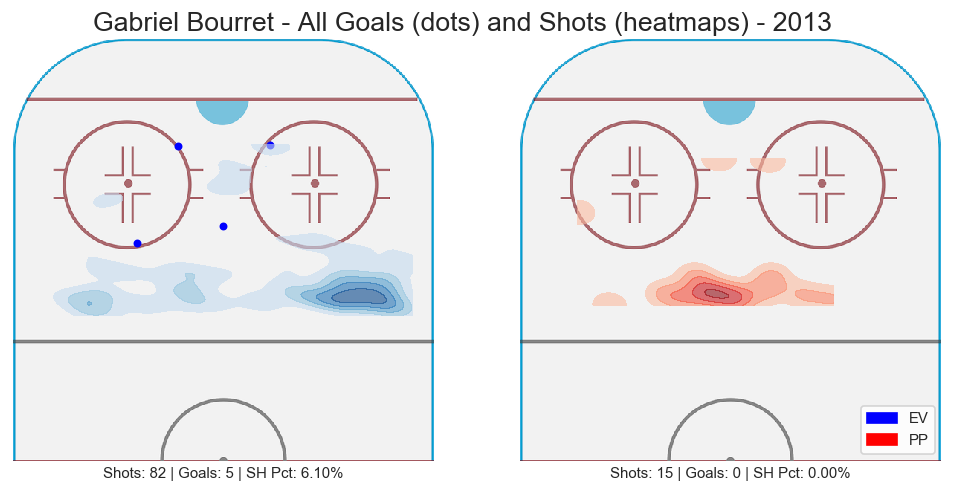 Gabriel Bourret - All Goals (dots) and Shots (heatmaps) - 2013
EV
PP
Shots: 82 | Goals: 5 | SH Pct: 6.10%
Shots: 15 | Goals: 0 | SH Pct: 0.00%